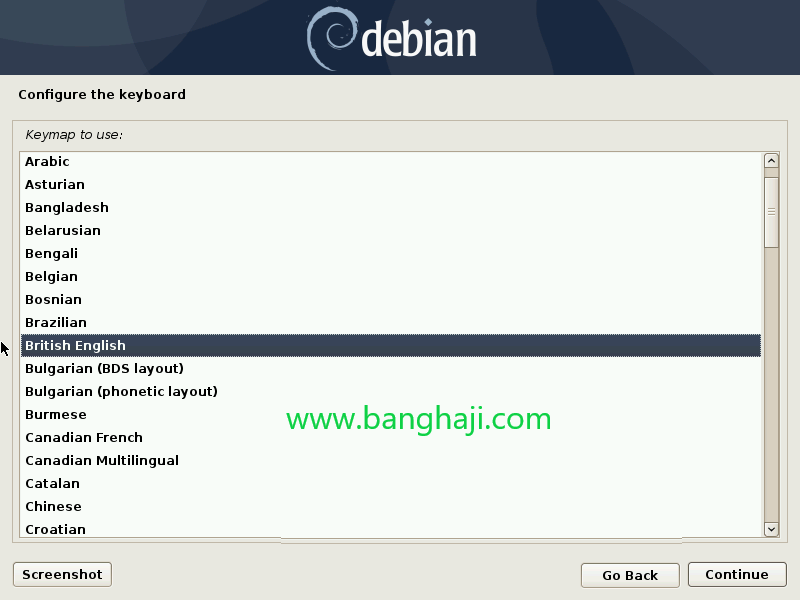 debian
Configure the keyboard
Keymap to use:
Arabic
Asturian
Bangladesh
Belarusian
Bengali
Belgian
Bosnian
Brazilian
British English
Bulgarian (BDS layout)
Bulgarian (phonetic layout)
Burmese
www.banghaji.com
Canadian French
Canadian Multilingual
Catalan
Chinese
Croatian
Screenshot
Go Back
Continue